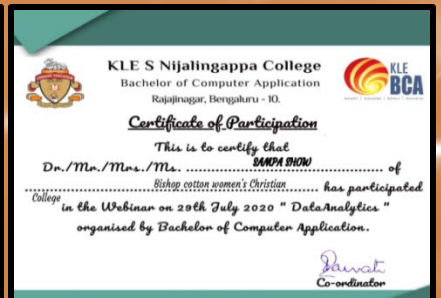 KLE S Nijalingappa College
Bachelor of Computer Application
Rajajinagar, Bengaluru - 10.
KLE
BCA
Certificate of Participation
This is to certify that
Dr./Mr./Mrs./Ms. SAMPA SHOW of
Bishop cotton women's Christian has participated
College in the Webinar on 29th July 2020 " DataAnalytics "
organised by Bachelor of Computer Application.
Co-ordinator